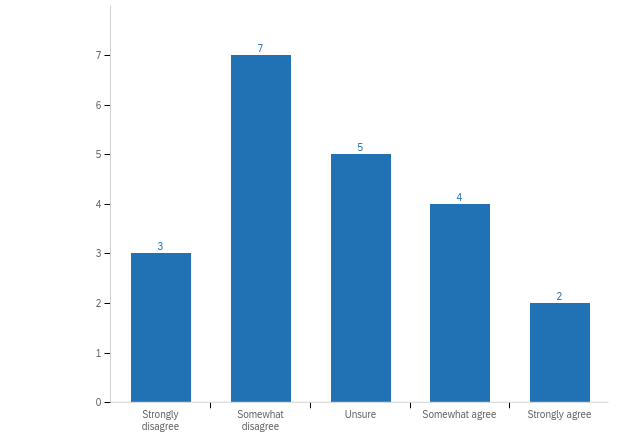 7
6
5
4
3
2
1
0
3
7
5
4
2
Strongly
disagree
Somewhat
disagree
Unsure
Somewhat agree
Strongly agree